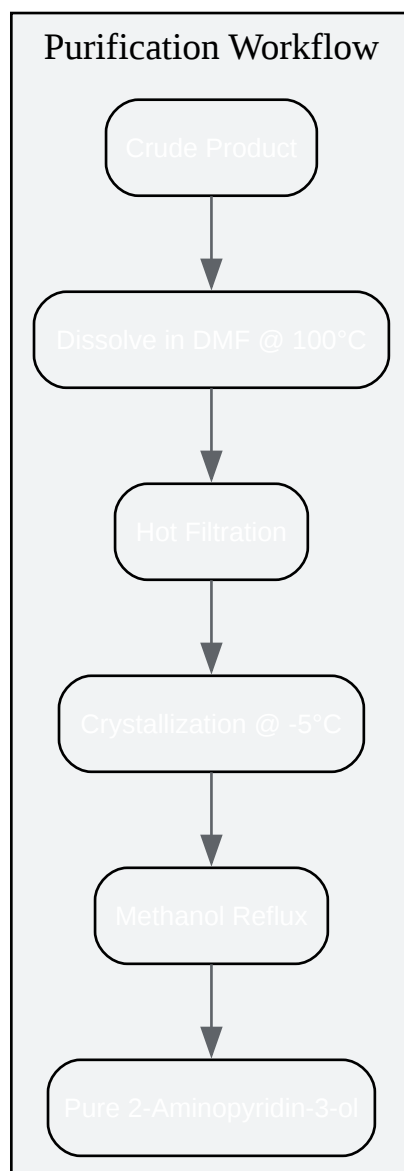 Purification Workflow
Crude Product
Dissolve in DMF @ 100°C
Hot Filtration
Crystallization @ -5°C
Methanol Reflux
Pure 2-Aminopyridin-3-ol